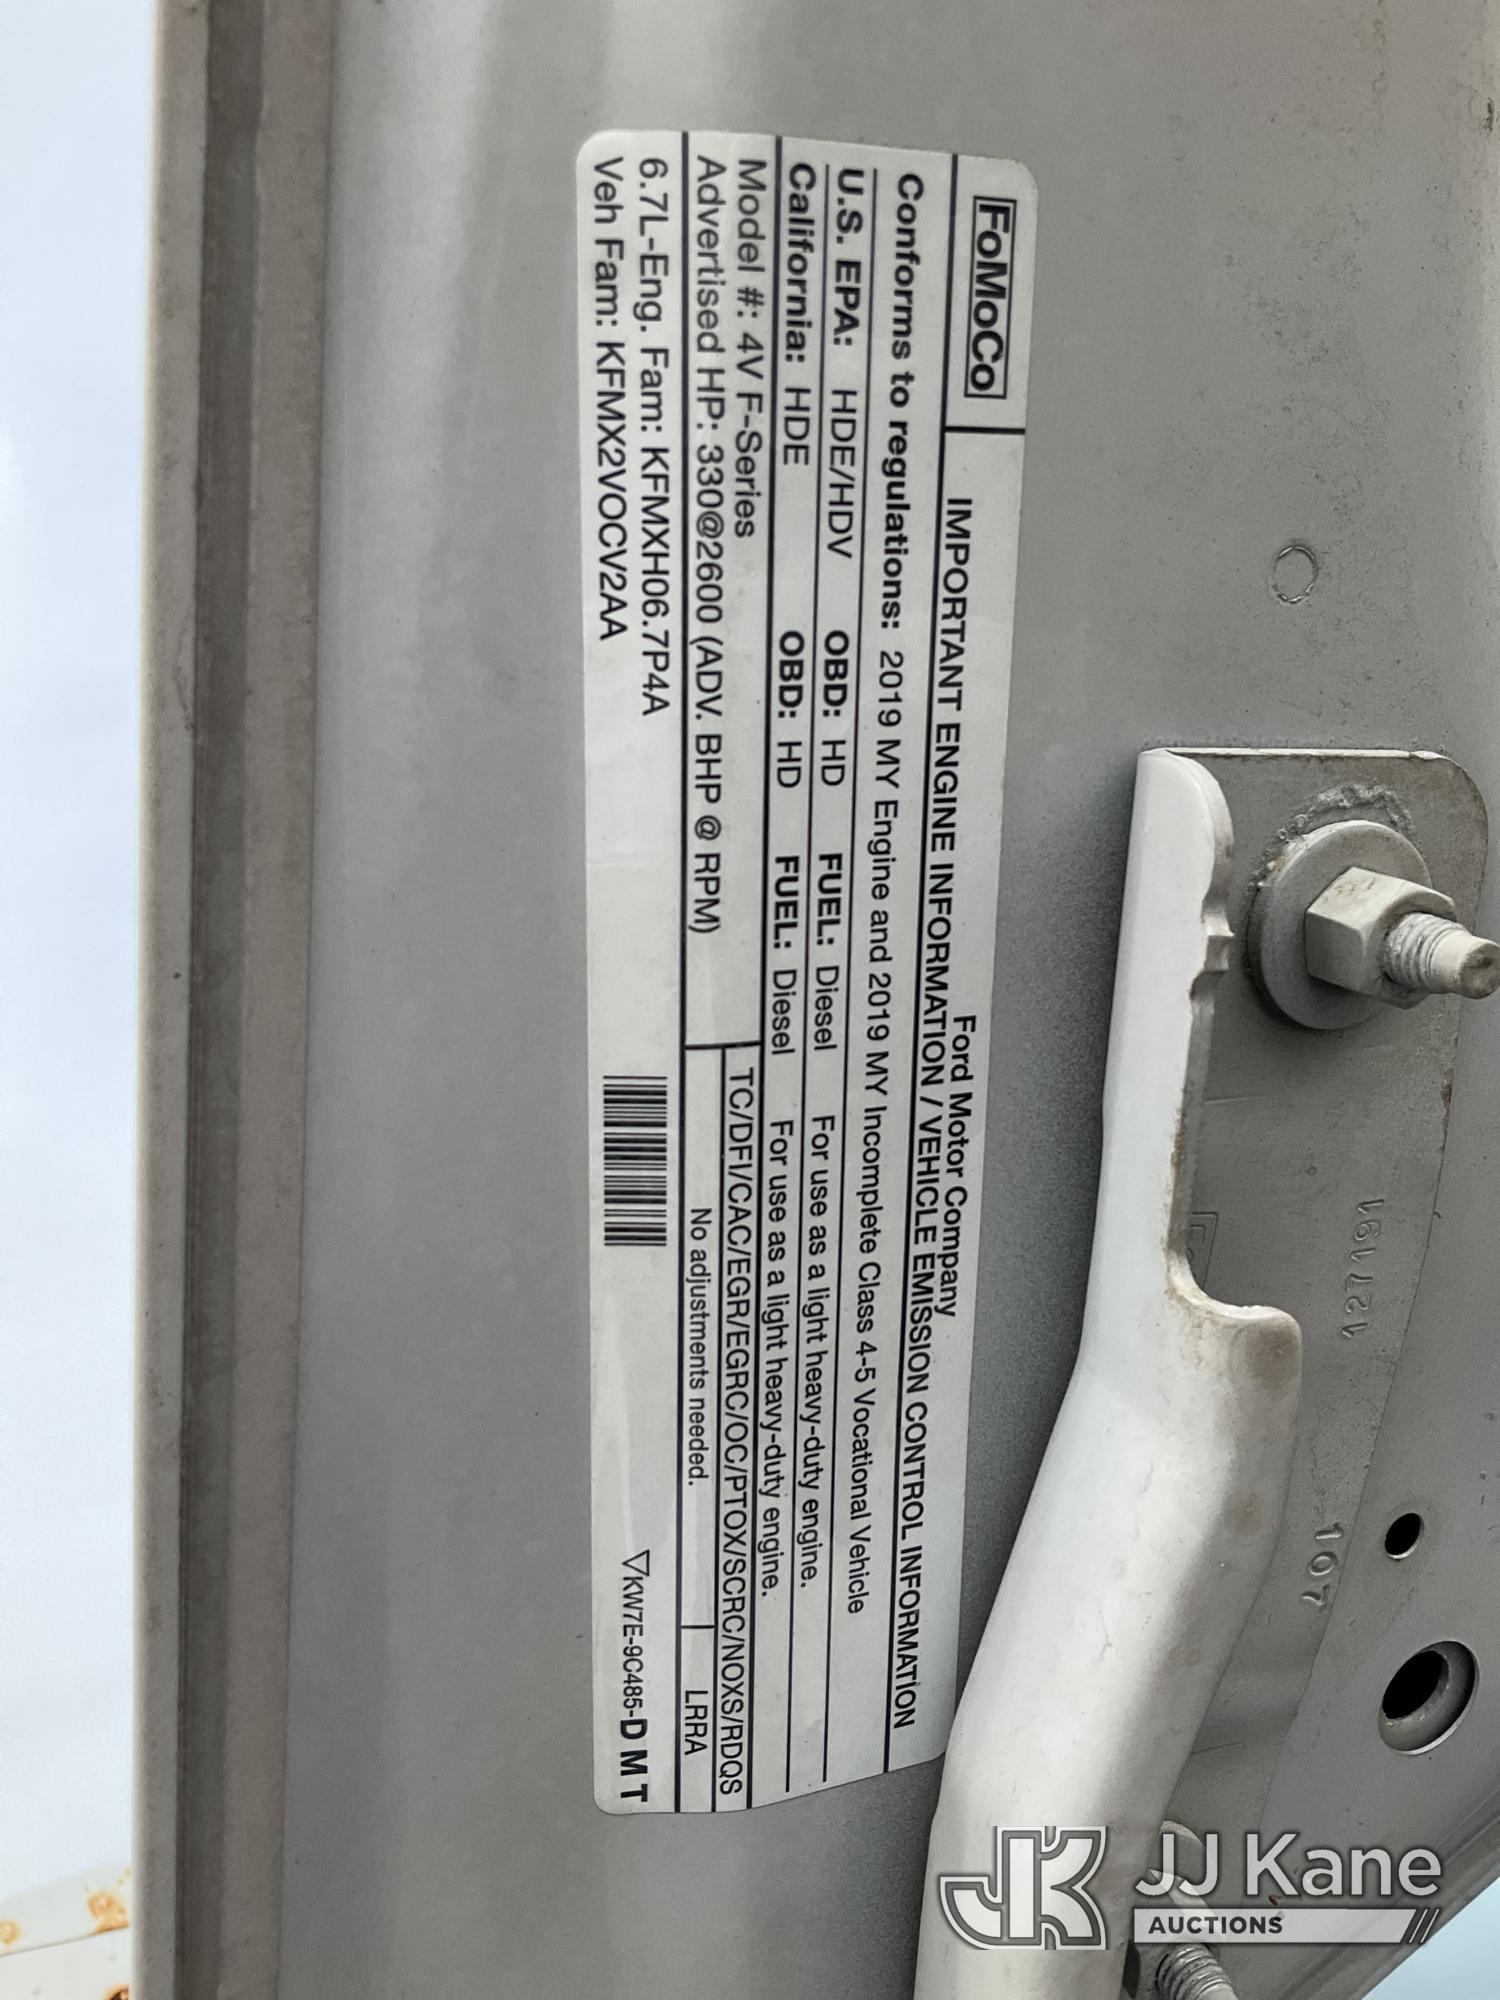 FoMoCo
Ford Motor Company
IMPORTANT ENGINE INFORMATION / VEHICLE EMISSION CONTROL INFORMATION
Conforms to regulations: 2019 MY Engine and 2019 MY Incomplete Class 4-5 Vocational Vehicle
U.S. EPA: HDE/HDV OBD: HD FUEL: Diesel For use as a light heavy-duty engine.
California: HDE OBD: HD FUEL: Diesel For use as a light heavy-duty engine.
Model #: 4V F-Series
Advertised HP: 330@2600 (ADV. BHP @ RPM)
TC/DFI/CAC/EGR/EGRC/OC/PTOX/SCRC/NOXS/RDQS
No adjustments needed.
LRRA
6.7L-Eng. Fam: KFMXH06.7P4A
Veh Fam: KFMX2VOCV2AA
KW7E-9C485-D M T
127191
107
JK
JJ Kane
AUCTIONS